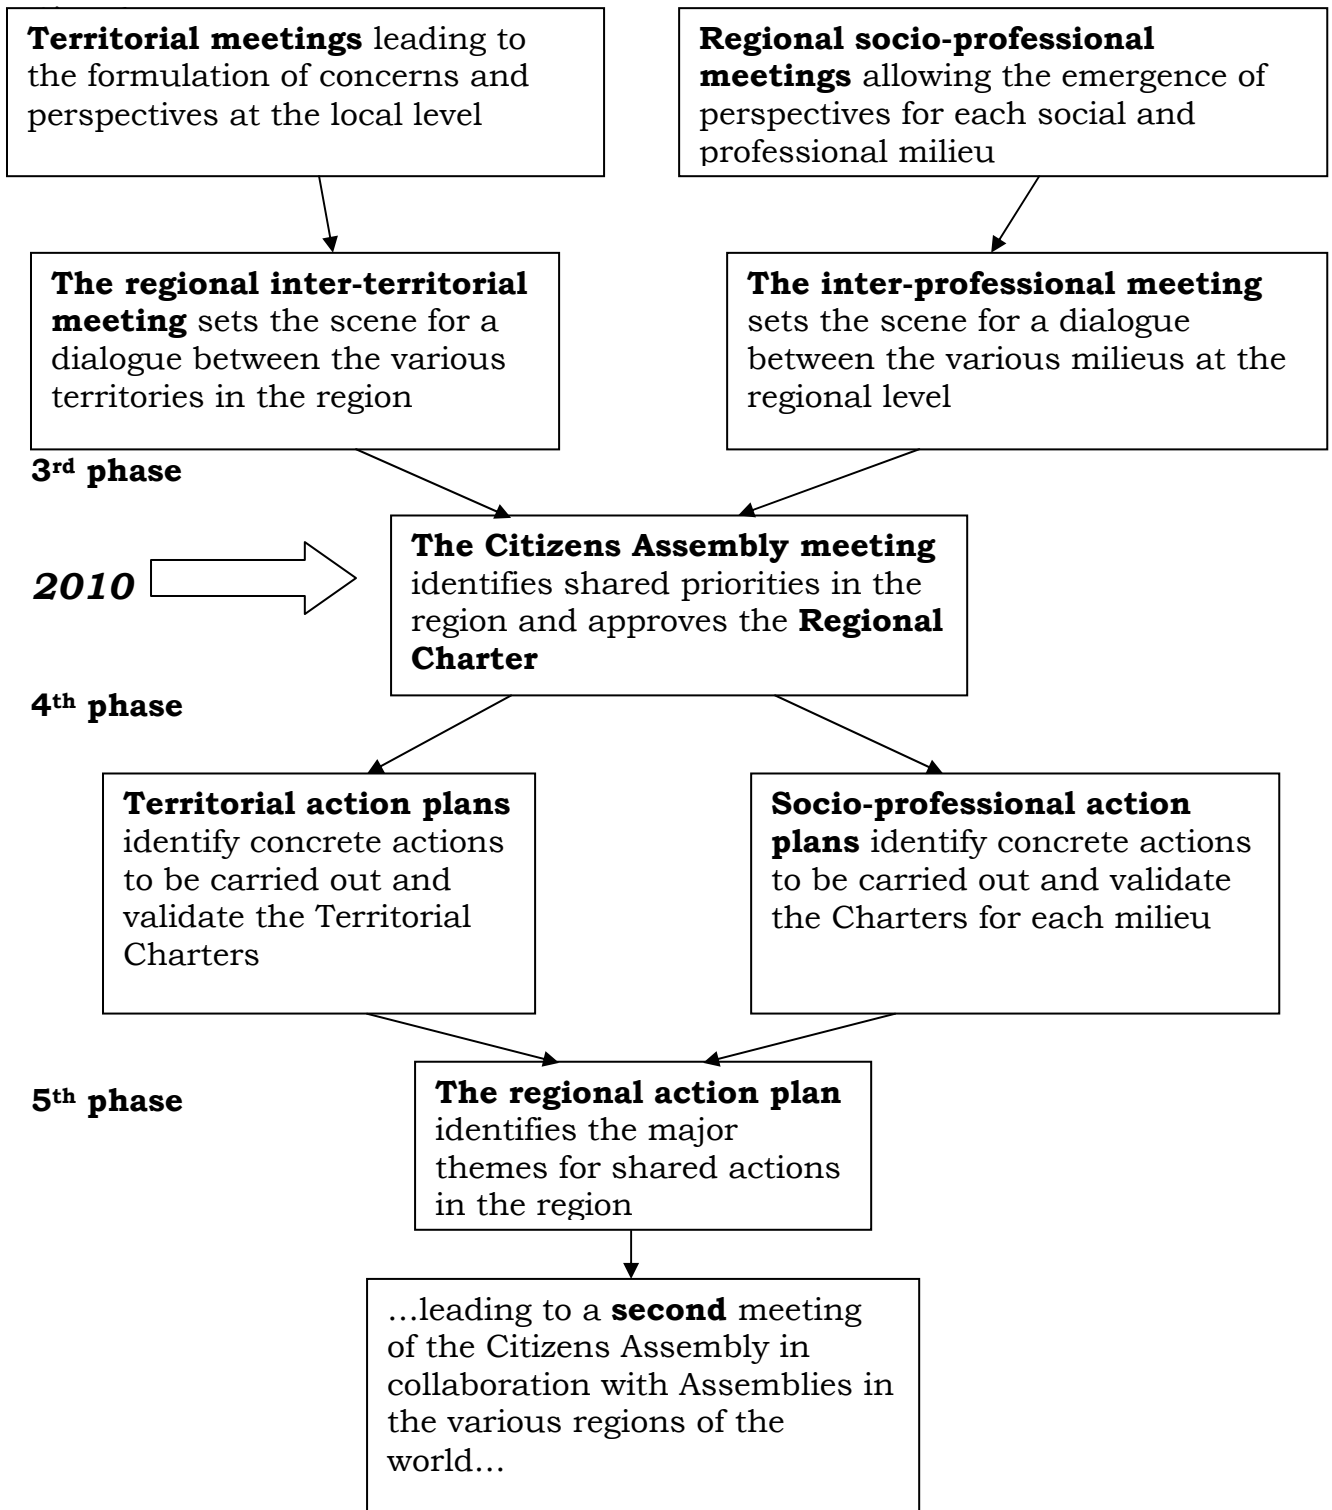 Territorial meetings leading to
the formulation of concerns and
perspectives at the local level
Regional socio-professional
meetings allowing the emergence of
perspectives for each social and
professional milieu
The regional inter-territorial
meeting sets the scene for a
dialogue between the various
territories in the region
The inter-professional meeting
sets the scene for a dialogue
between the various milieus at the
regional level
3rd phase
2010
The Citizens Assembly meeting
identifies shared priorities in the
region and approves the Regional
Charter
4th phase
Territorial action plans
identify concrete actions
to be carried out and
validate the Territorial
Charters
Socio-professional action
plans identify concrete actions
to be carried out and validate
the Charters for each milieu
5th phase
The regional action plan
identifies the major
themes for shared actions
in the region
…leading to a second meeting
of the Citizens Assembly in
collaboration with Assemblies in
the various regions of the
world…